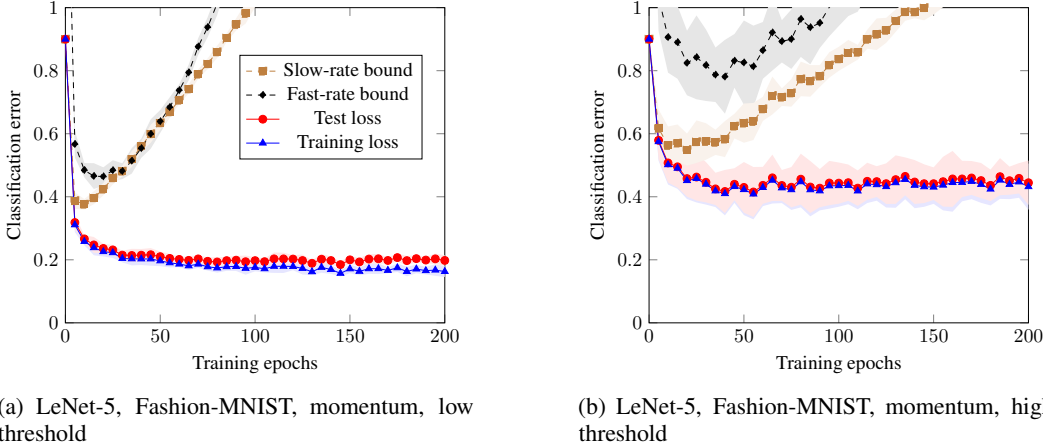 1
0.8
0.6
0.4
0.2
0
0
50
100
150
200
Classification error
Training epochs
Slow-rate bound
Fast-rate bound
Test loss
Training loss
(a) LeNet-5, Fashion-MNIST, momentum, low
threshold
1
0.8
0.6
0.4
0.2
0
0
50
100
150
200
Classification error
Training epochs
(b) LeNet-5, Fashion-MNIST, momentum, high
threshold